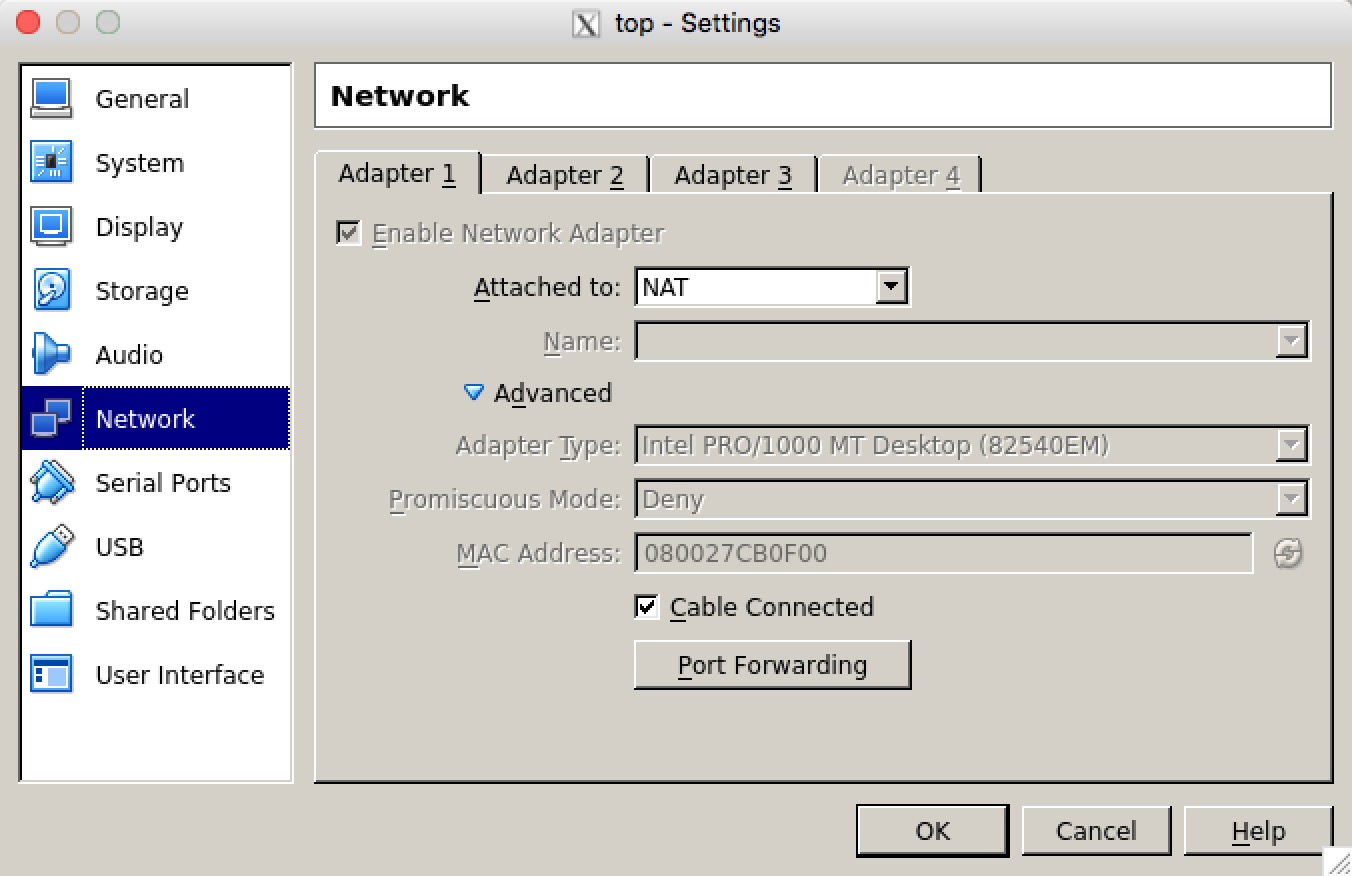 top - Settings
General
System
Display
Storage
Audio
Network
Serial Ports
USB
Shared Folders
User Interface
Network
Adapter 1 Adapter 2 Adapter 3 Adapter 4
Enable Network Adapter
Attached to: NAT
Name:
Advanced
Adapter Type: Intel PRO/1000 MT Desktop (82540EM)
Promiscuous Mode: Deny
MAC Address: 080027CB0F00
Cable Connected
Port Forwarding
OK Cancel Help